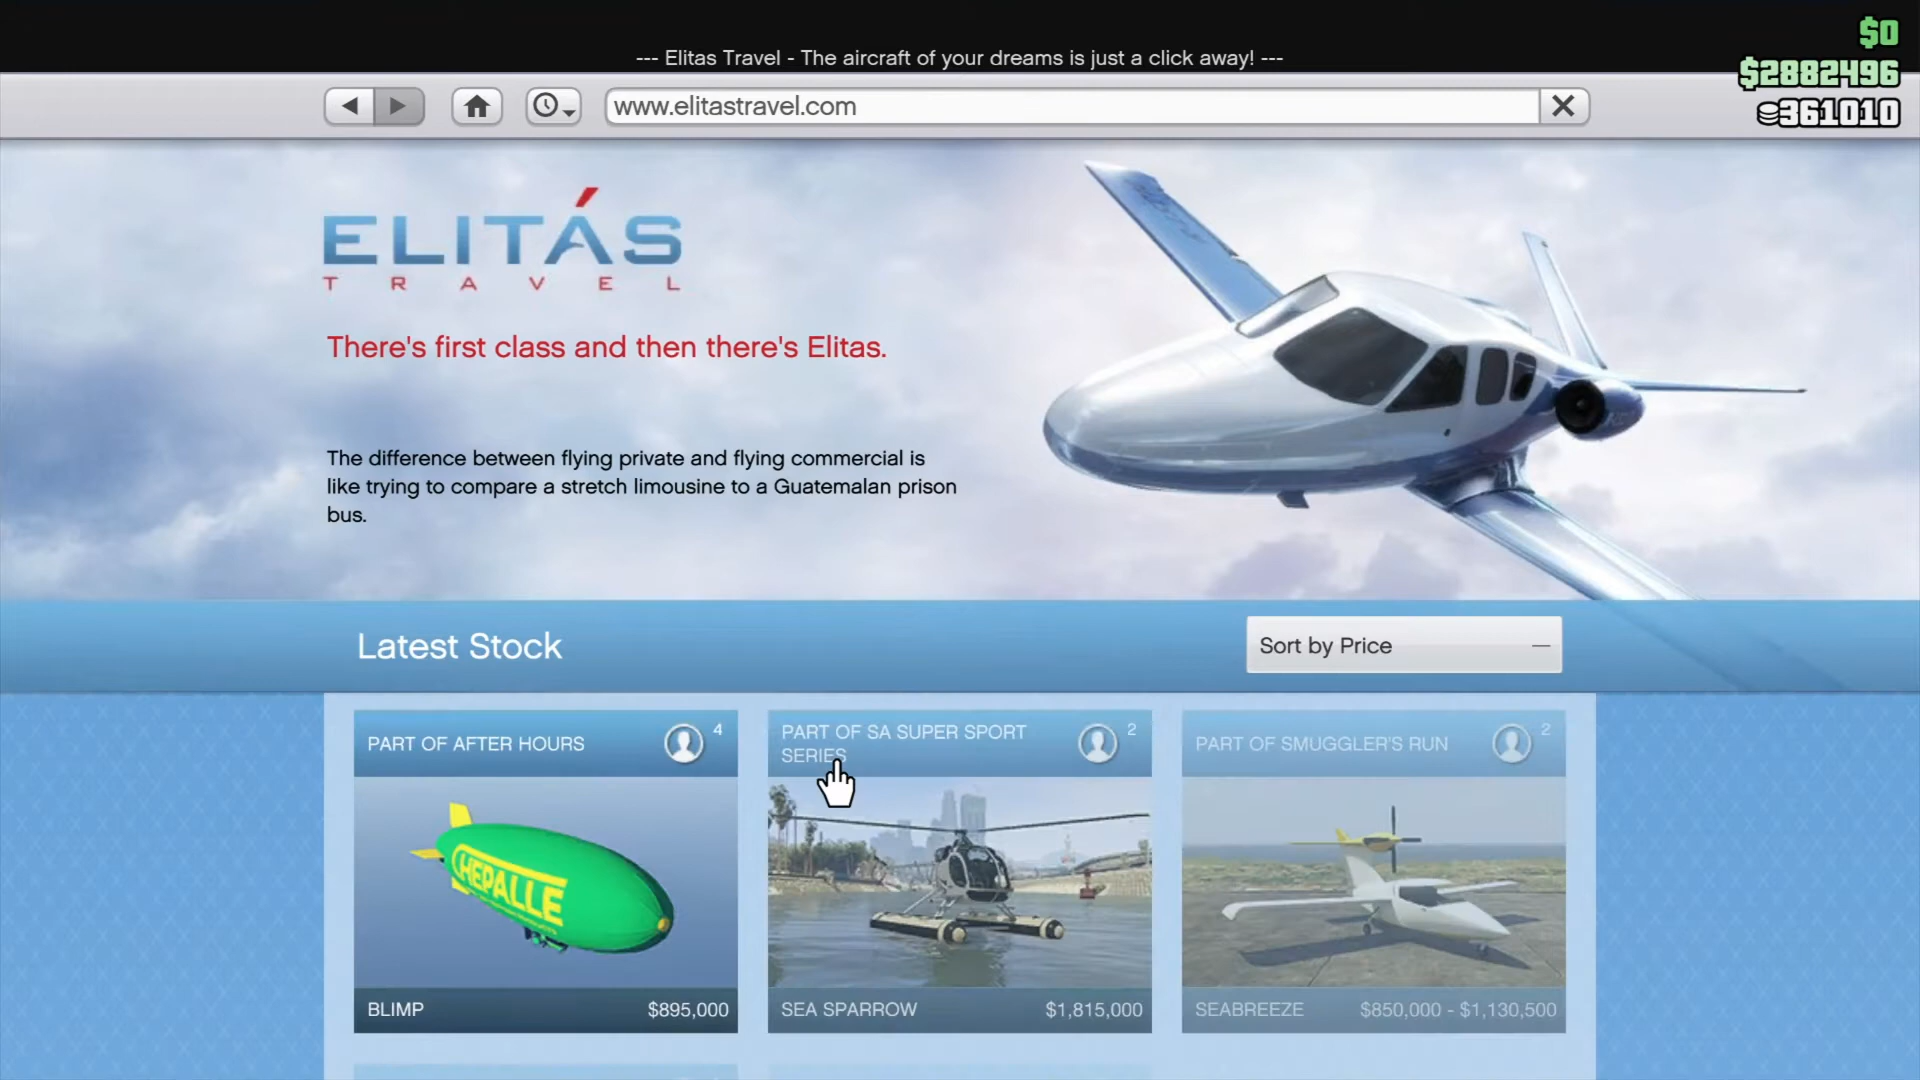 $0
--- Elitas Travel - The aircraft of your dreams is just a click away! ---
$2882496
www.elitastravel.com
361010
ELITÁS
TRAVEL
There's first class and then there's Elitas.
The difference between flying private and flying commercial is
like trying to compare a stretch limousine to a Guatemalan prison
bus.
Latest Stock
Sort by Price
PART OF AFTER HOURS
4
PART OF SA SUPER SPORT
SERIES
2
PART OF SMUGGLER'S RUN
2
HEPALLE
BLIMP
$895,000
SEA SPARROW
$1,815,000
SEABREEZE
$850,000 - $1,130,500